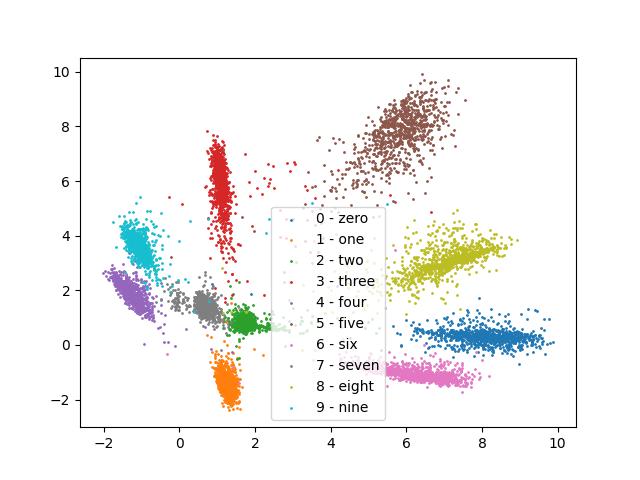 10
8
6
4
2
0
−2
0 - zero
1 - one
2 - two
3 - three
4 - four
5 - five
6 - six
7 - seven
8 - eight
9 - nine
−2 0 2 4 6 8 10